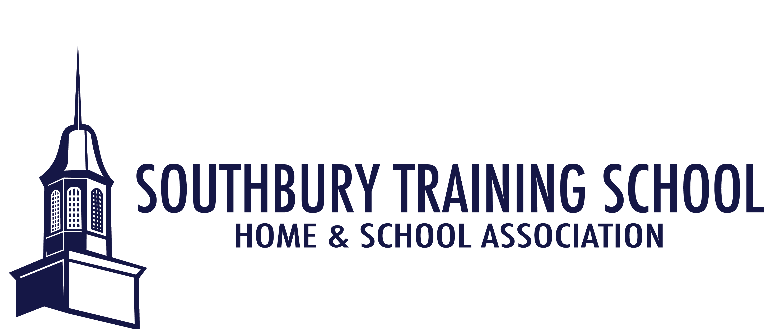 SOUTHBURY TRAINING SCHOOL
HOME & SCHOOL ASSOCIATION